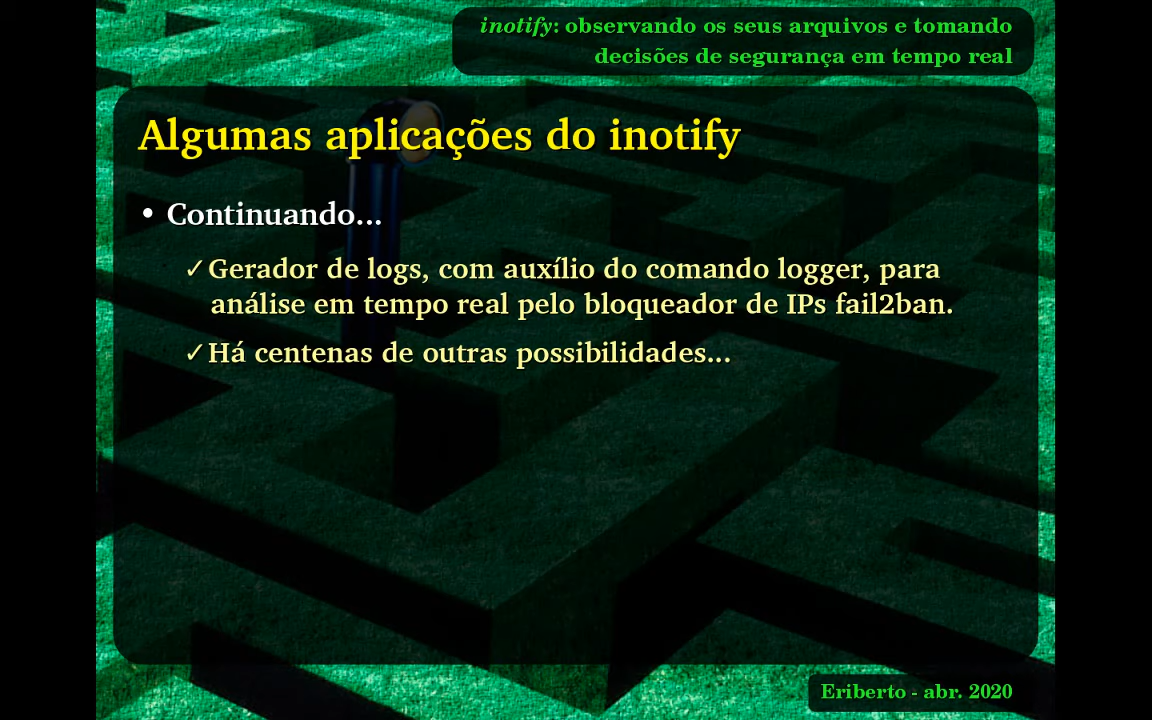 inotify: observando os seus arquivos e tomando
decisões de segurança em tempo real
Algumas aplicações do inotify
• Continuando...
✓Gerador de logs, com auxílio do comando logger, para
análise em tempo real pelo bloqueador de IPs fail2ban.
✓Há centenas de outras possibilidades...
Eriberto - abr. 2020